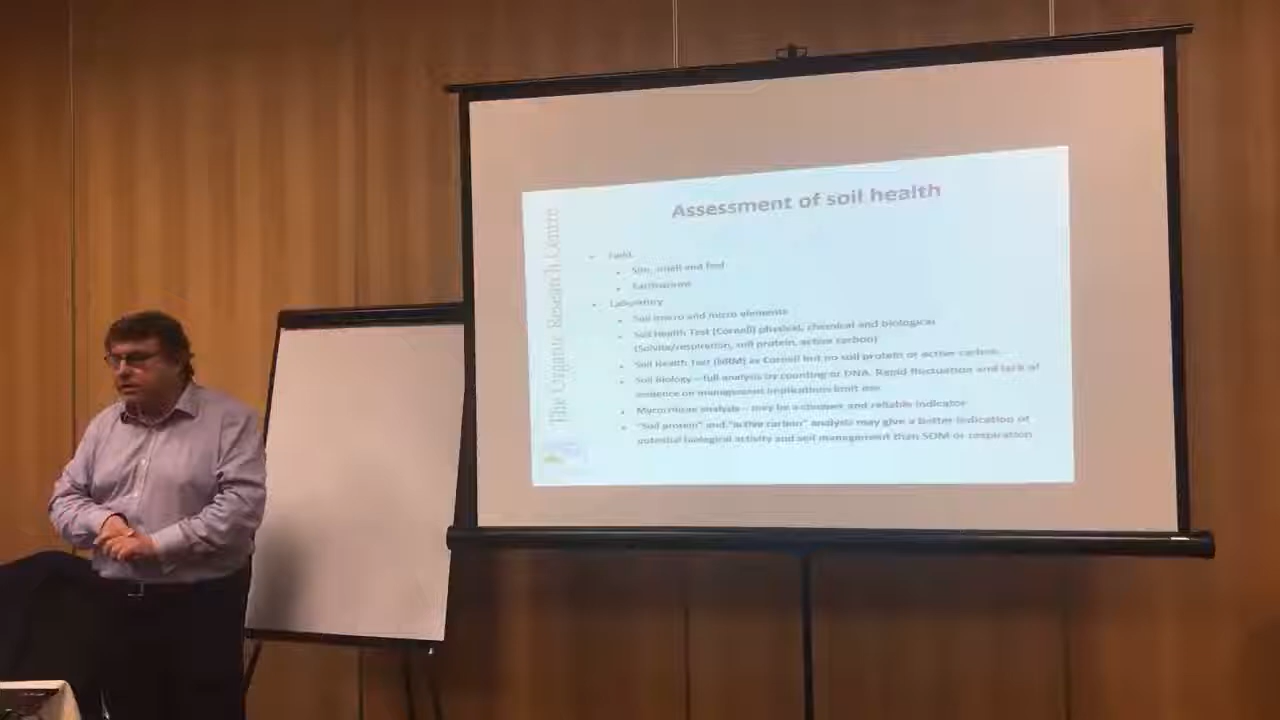 Assessment of soil health
The Organic Research Centre
Field
Site, smell and feel
Earthworms
Laboratory
Soil macro and micro elements
Soil Health Test (Cornell) physical, chemical and biological
(Solvita/respiration, soil protein, active carbon)
Soil Health Test (NRM) as Cornell but no soil protein or active carbon.
Soil biology – full analysis by counting or DNA. Rapid fluctuation and lack of
evidence on management implications limit use
Mycorrhizae analysis – may be a cheaper and reliable indicator
"Soil protein" and "active carbon" analysis may give a better indication of
potential biological activity and soil management than SOM or respiration